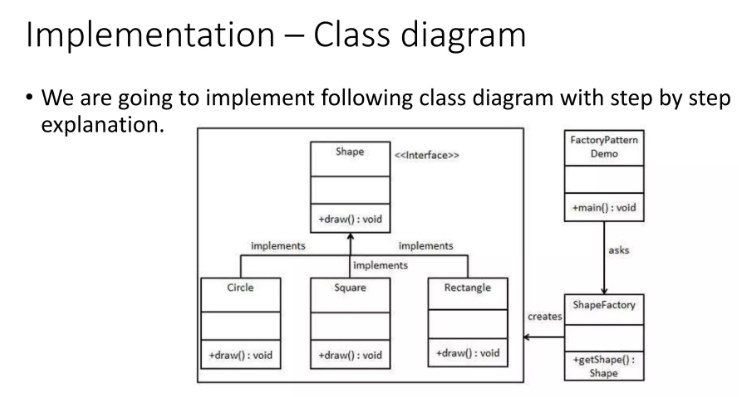 Implementation – Class diagram
• We are going to implement following class diagram with step by step
explanation.
Shape
<<Interface>>
+draw() : void
implements
implements
implements
Circle
+draw() : void
Square
+draw() : void
Rectangle
+draw() : void
FactoryPattern
Demo
+main() : void
asks
creates
ShapeFactory
+getShape() :
Shape